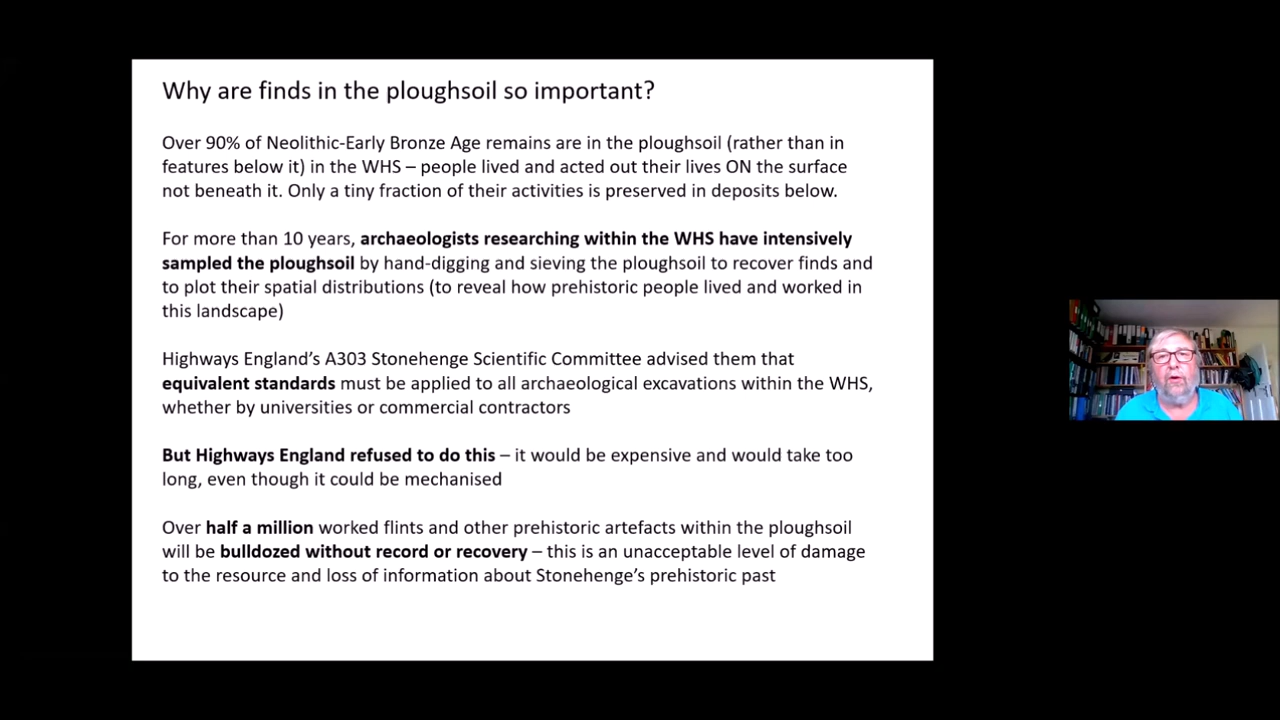 Why are finds in the ploughsoil so important?
Over 90% of Neolithic-Early Bronze Age remains are in the ploughsoil (rather than in
features below it) in the WHS – people lived and acted out their lives ON the surface
not beneath it. Only a tiny fraction of their activities is preserved in deposits below.
For more than 10 years, archaeologists researching within the WHS have intensively
sampled the ploughsoil by hand-digging and sieving the ploughsoil to recover finds and
to plot their spatial distributions (to reveal how prehistoric people lived and worked in
this landscape)
Highways England’s A303 Stonehenge Scientific Committee advised them that
equivalent standards must be applied to all archaeological excavations within the WHS,
whether by universities or commercial contractors
But Highways England refused to do this – it would be expensive and would take too
long, even though it could be mechanised
Over half a million worked flints and other prehistoric artefacts within the ploughsoil
will be bulldozed without record or recovery – this is an unacceptable level of damage
to the resource and loss of information about Stonehenge’s prehistoric past